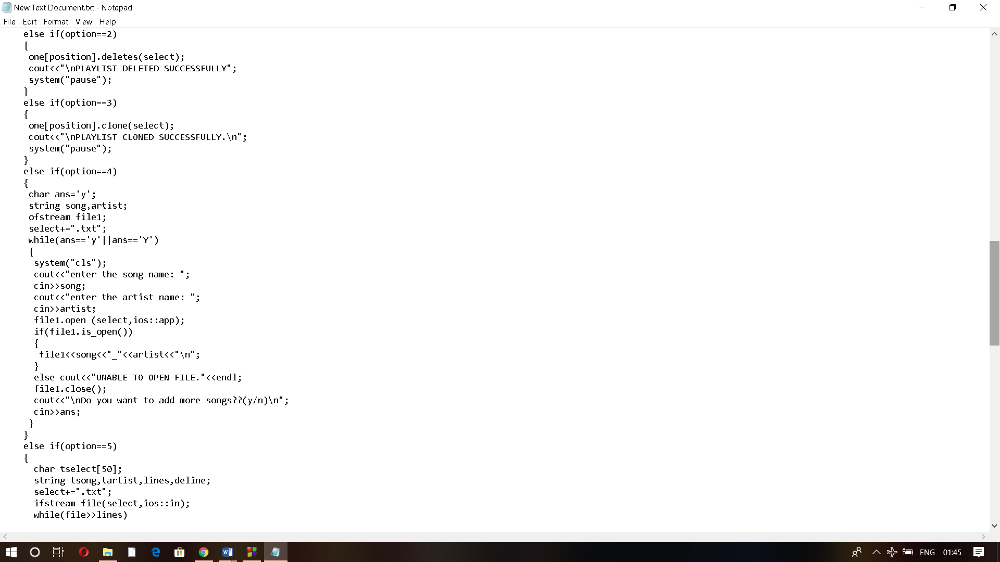 New Text Document.txt - Notepad
File Edit Format View Help
else if(option==2)
{
one[position].deletes(select);
cout<<"\nPLAYLIST DELETED SUCCESSFULLY";
system("pause");
}
else if(option==3)
{
one[position].clone(select);
cout<<"\nPLAYLIST CLONED SUCCESSFULLY.\n";
system("pause");
}
else if(option==4)
{
char ans='y';
string song,artist;
ofstream file1;
select+=".txt";
while(ans=='y'||ans=='Y')
{
system("cls");
cout<<"enter the song name: ";
cin>>song;
cout<<"enter the artist name: ";
cin>>artist;
file1.open (select,ios::app);
if(file1.is_open())
{
file1<<song<<"_"<<artist<<"\n";
}
else cout<<"UNABLE TO OPEN FILE."<<endl;
file1.close();
cout<<"\nDo you want to add more songs??(y/n)\n";
cin>>ans;
}
}
else if(option==5)
{
char tselect[50];
string tsong,tartist,lines,deline;
select+=".txt";
ifstream file(select,ios::in);
while(file>>lines)
ENG 01:45